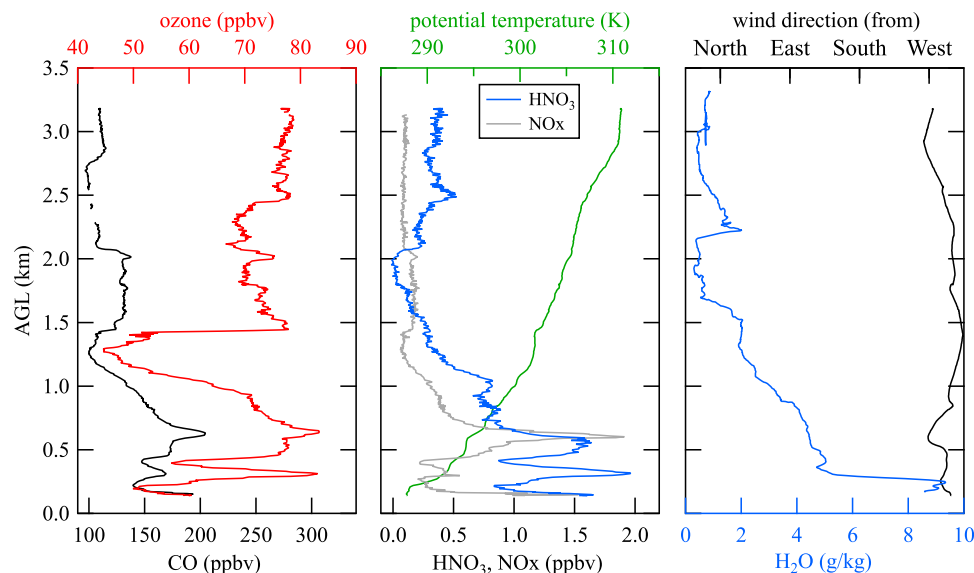 ozone (ppbv)
40 50 60 70 80 90
potential temperature (K)
290 300 310
wind direction (from)
North East South West
3.5
3.0
2.5
2.0
1.5
1.0
0.5
0.0
AGL (km)
HNO₃
NOx
100 150 200 250 300
CO (ppbv)
0.0 0.5 1.0 1.5 2.0
HNO₃, NOx (ppbv)
0 2 4 6 8 10
H₂O (g/kg)